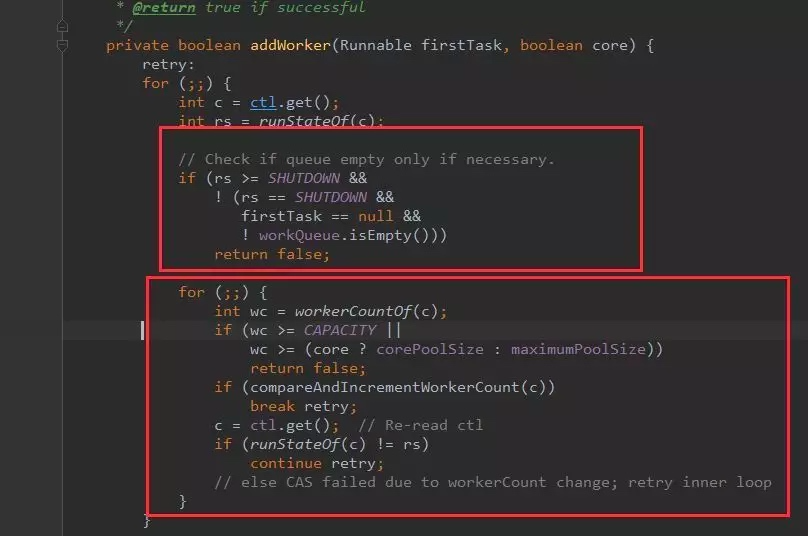 * @return true if successful
*/
private boolean addWorker(Runnable firstTask, boolean core) {
retry:
for (;;) {
int c = ctl.get();
int rs = runStateOf(c);
// Check if queue empty only if necessary.
if (rs >= SHUTDOWN &&
! (rs == SHUTDOWN &&
firstTask == null &&
! workQueue.isEmpty()))
return false;
for (;;) {
int wc = workerCountOf(c);
if (wc >= CAPACITY ||
wc >= (core ? corePoolSize : maximumPoolSize))
return false;
if (compareAndIncrementWorkerCount(c))
break retry;
c = ctl.get();  // Re-read ctl
if (runStateOf(c) != rs)
continue retry;
// else CAS failed due to workerCount change; retry inner loop
}
}